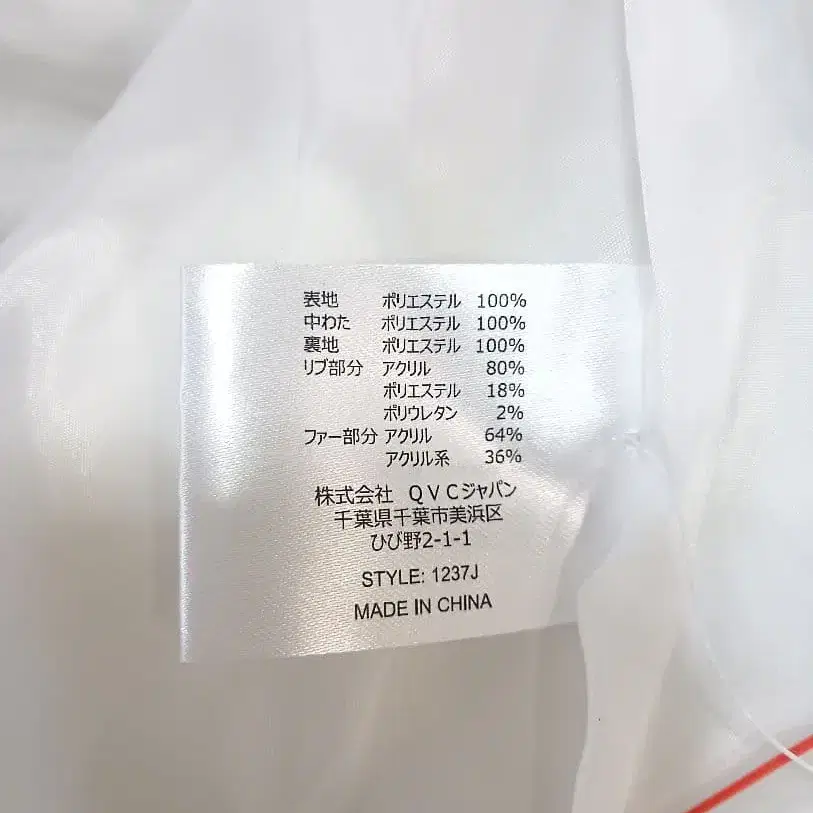 表地 ポリエステル 100%
中わた ポリエステル 100%
裏地 ポリエステル 100%
リブ部分 アクリル 80%
ポリエステル 18%
ポリウレタン 2%
ファー部分 アクリル 64%
アクリル系 36%
株式会社 QVCジャパン
千葉県千葉市美浜区
ひび野2-1-1
STYLE: 1237J
MADE IN CHINA